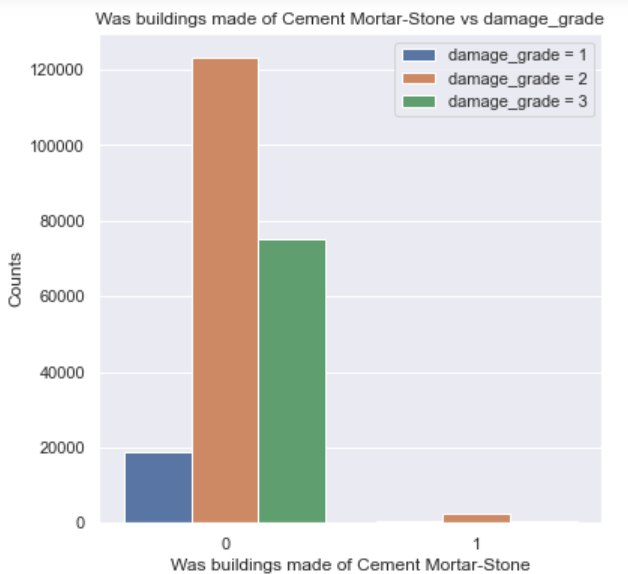 Was buildings made of Cement Mortar-Stone vs damage_grade
damage_grade = 1
damage_grade = 2
damage_grade = 3
120000
100000
80000
60000
40000
20000
0
Counts
0
1
Was buildings made of Cement Mortar-Stone